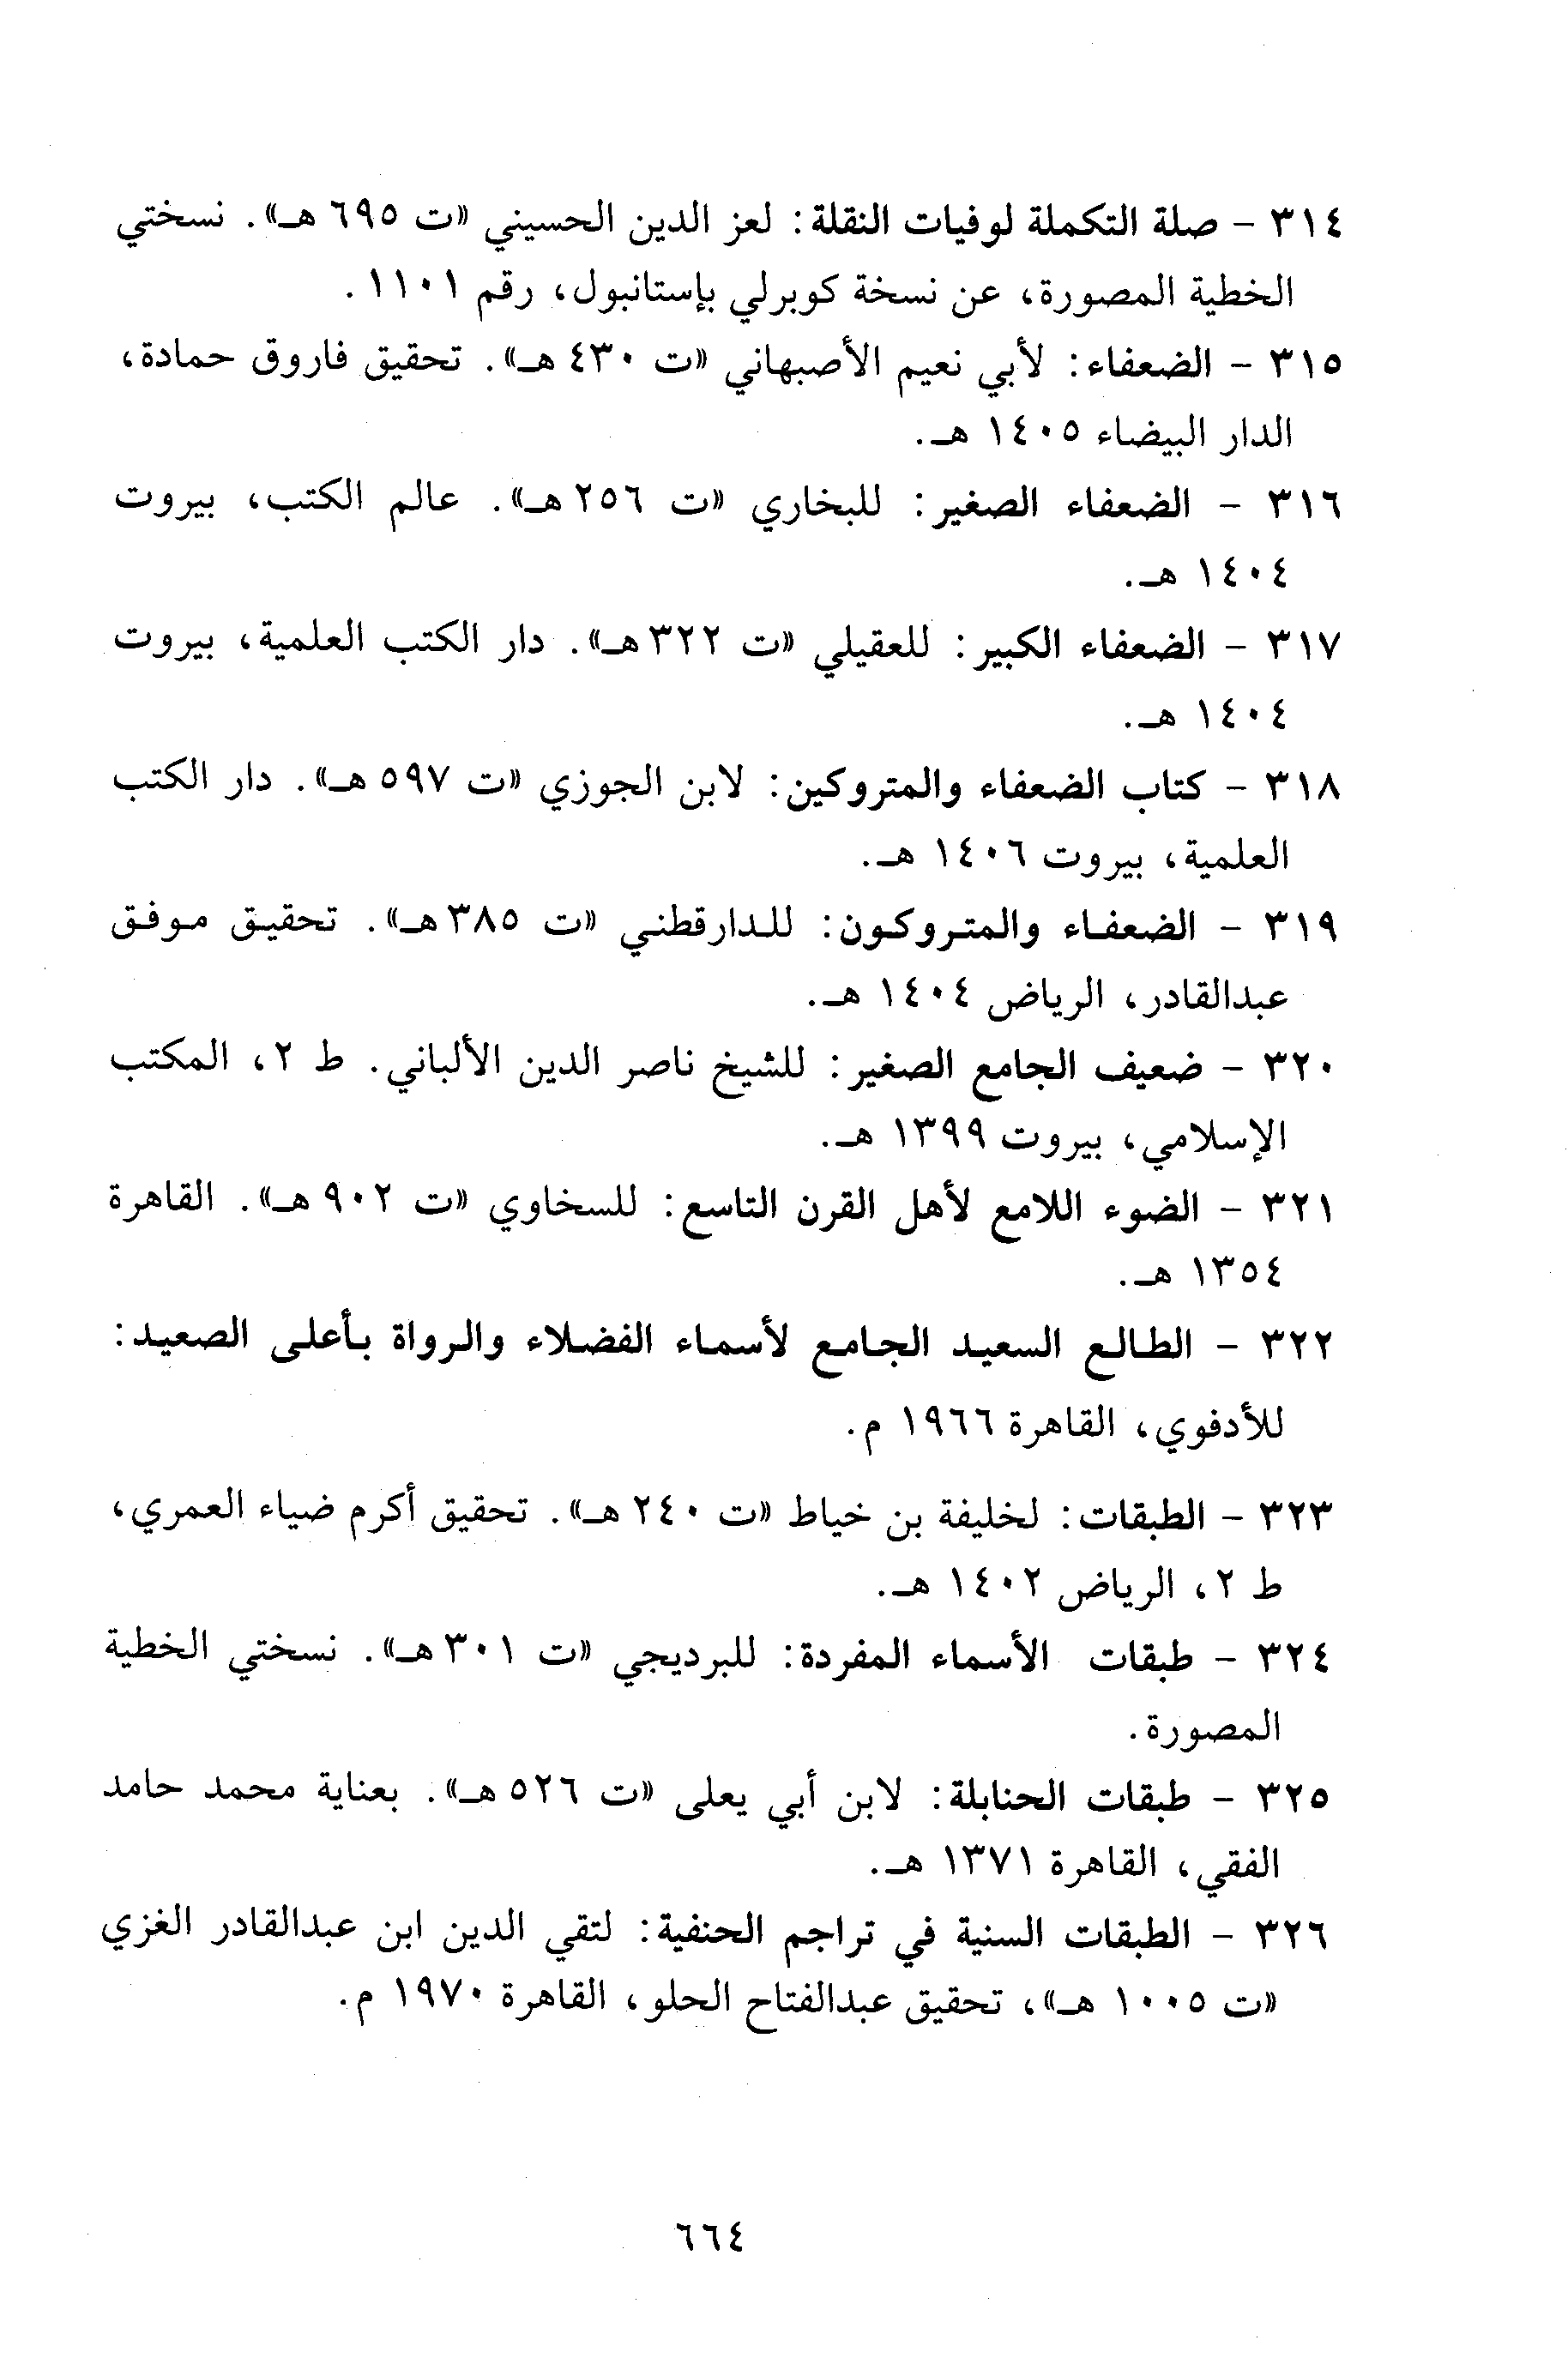 ٣١٤ - صلة التكملة لوفيات النقلة: لعز الدين الحسيني «ت ٦٩٥ هـ». نسختي
الخطية المصورة، عن نسخة كوبرلي بإستانبول، رقم ١١٠١.
٣١٥ - الضعفاء: لأبي نعيم الأصبهاني «ت ٤٣٠ هـ». تحقيق فاروق حمادة،
الدار البيضاء ١٤٠٥ هـ.
٣١٦ - الضعفاء الصغير: للبخاري «ت ٢٥٦ هـ». عالم الكتب، بيروت
١٤٠٤ هـ.
٣١٧ - الضعفاء الكبير: للعقيلي «ت ٣٢٢ هـ». دار الكتب العلمية، بيروت
١٤٠٤ هـ.
٣١٨ - كتاب الضعفاء والمتروكين: لابن الجوزي «ت ٥٩٧ هـ». دار الكتب
العلمية، بيروت ١٤٠٦ هـ.
٣١٩ - الضعفاء والمتروكون: للدارقطني «ت ٣٨٥ هـ». تحقيق موفق
عبدالقادر، الرياض ١٤٠٤ هـ.
٣٢٠ - ضعيف الجامع الصغير: للشيخ ناصر الدين الألباني. ط ٢، المكتب
الإسلامي، بيروت ١٣٩٩ هـ.
٣٢١ - الضوء اللامع لأهل القرن التاسع: للسخاوي «ت ٩٠٢ هـ». القاهرة
١٣٥٤ هـ.
٣٢٢ - الطالع السعيد الجامع لأسماء الفضلاء والرواة بأعلى الصعيد:
للأدفوي، القاهرة ١٩٦٦ م.
٣٢٣ - الطبقات: لخليفة بن خياط «ت ٢٤٠ هـ». تحقيق أكرم ضياء العمري،
ط ٢، الرياض ١٤٠٢ هـ.
٣٢٤ - طبقات الأسماء المفردة: للبرديجي «ت ٣٠١ هـ». نسختي الخطية
المصورة.
٣٢٥ - طبقات الحنابلة: لابن أبي يعلى «ت ٥٢٦ هـ». بعناية محمد حامد
الفقي، القاهرة ١٣٧١ هـ.
٣٢٦ - الطبقات السنية في تراجم الحنفية: لتقي الدين ابن عبدالقادر الغزي
«ت ١٠٠٥ هـ»، تحقيق عبدالفتاح الحلو، القاهرة ١٩٧٠ م.
٦٦٤